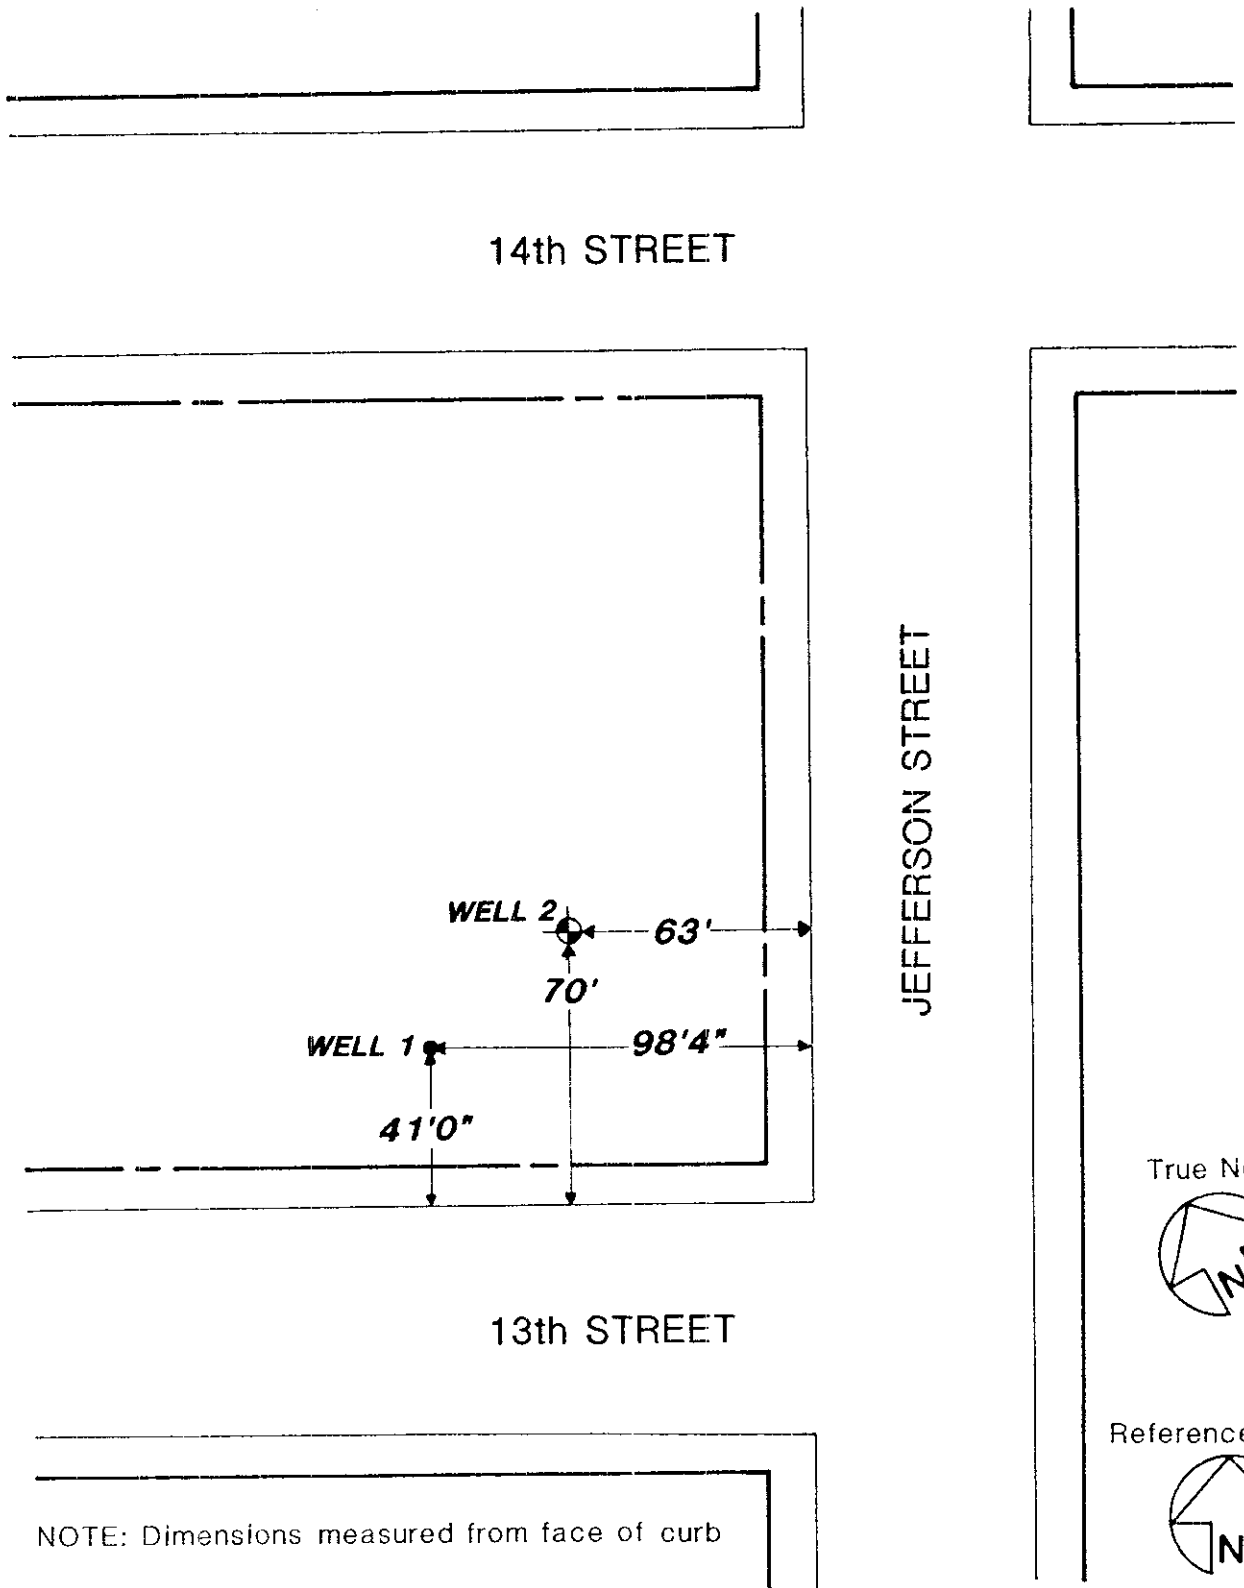 14th STREET
JEFFERSON STREET
WELL 2
63'
70'
WELL 1
98'4"
41'0"
True
13th STREET
Reference
N
NOTE: Dimensions measured from face of curb